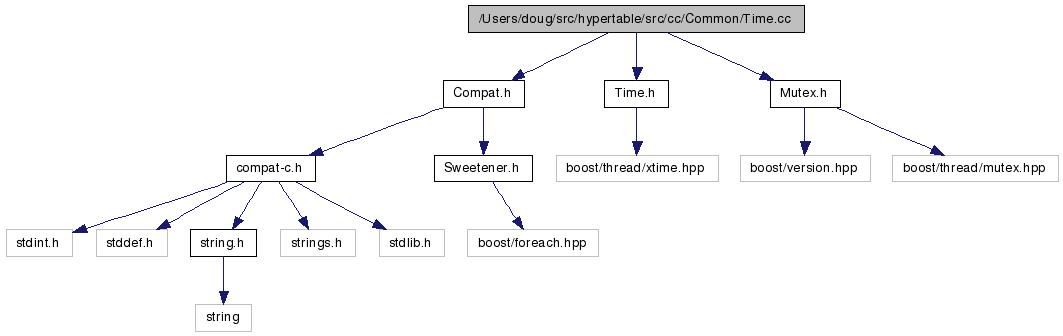 /Users/doug/src/hypertable/src/cc/Common/Time.cc
Compat.h
Time.h
Mutex.h
compat-c.h
Sweetener.h
boost/thread/xtime.hpp
boost/version.hpp
boost/thread/mutex.hpp
stdint.h
stddef.h
string.h
strings.h
stdlib.h
boost/foreach.hpp
string